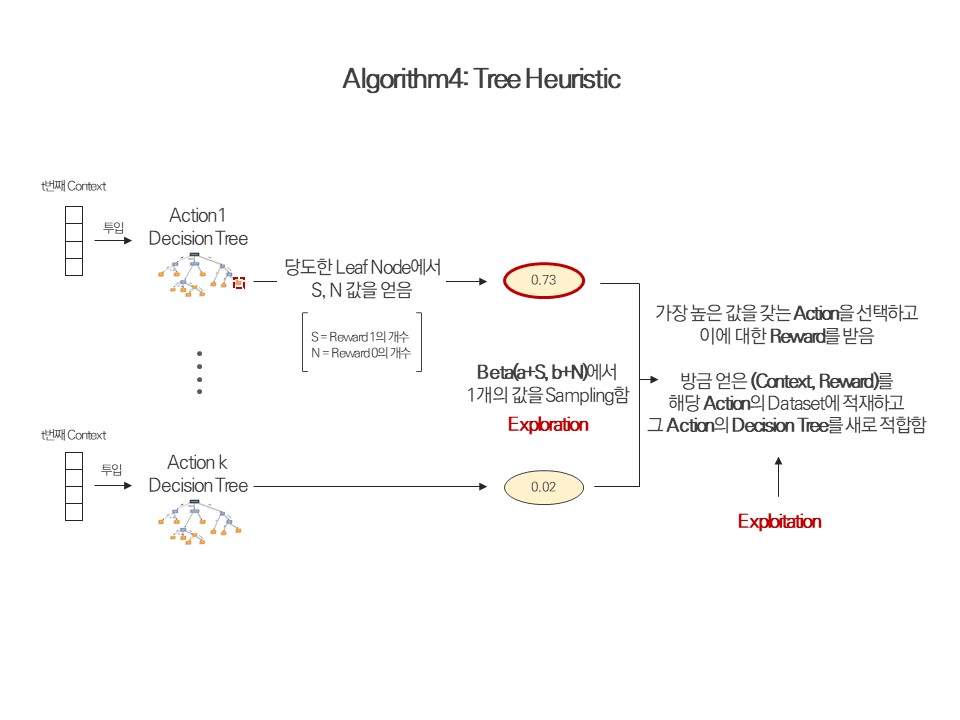 Algorithm4: Tree Heuristic
t번째 Context
투입
Action1
Decision Tree
당도한 Leaf Node에서
S, N 값을 얻음
S = Reward 1의 개수
N = Reward 0의 개수
0.73
Beta(a+S, b+N)에서
1개의 값을 Sampling함
Exploration
가장 높은 값을 갖는 Action을 선택하고
이에 대한 Reward를 받음
방금 얻은 (Context, Reward)를
해당 Action의 Dataset에 적재하고
그 Action의 Decision Tree를 새로 적합함
Exploitation
t번째 Context
투입
Action k
Decision Tree
0.02